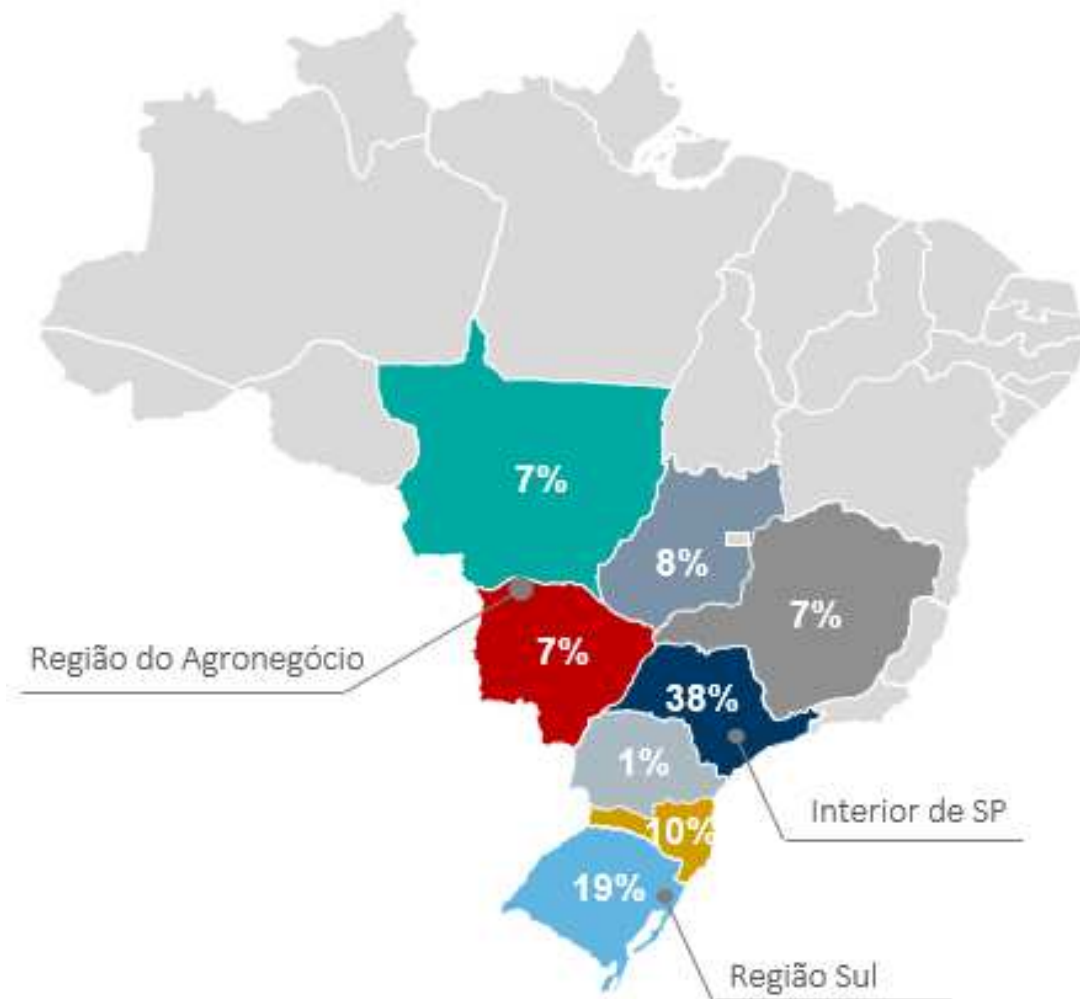 7%
8%
7%
Região do Agronegócio
7%
38%
1%
Interior de SP
10%
19%
Região Sul